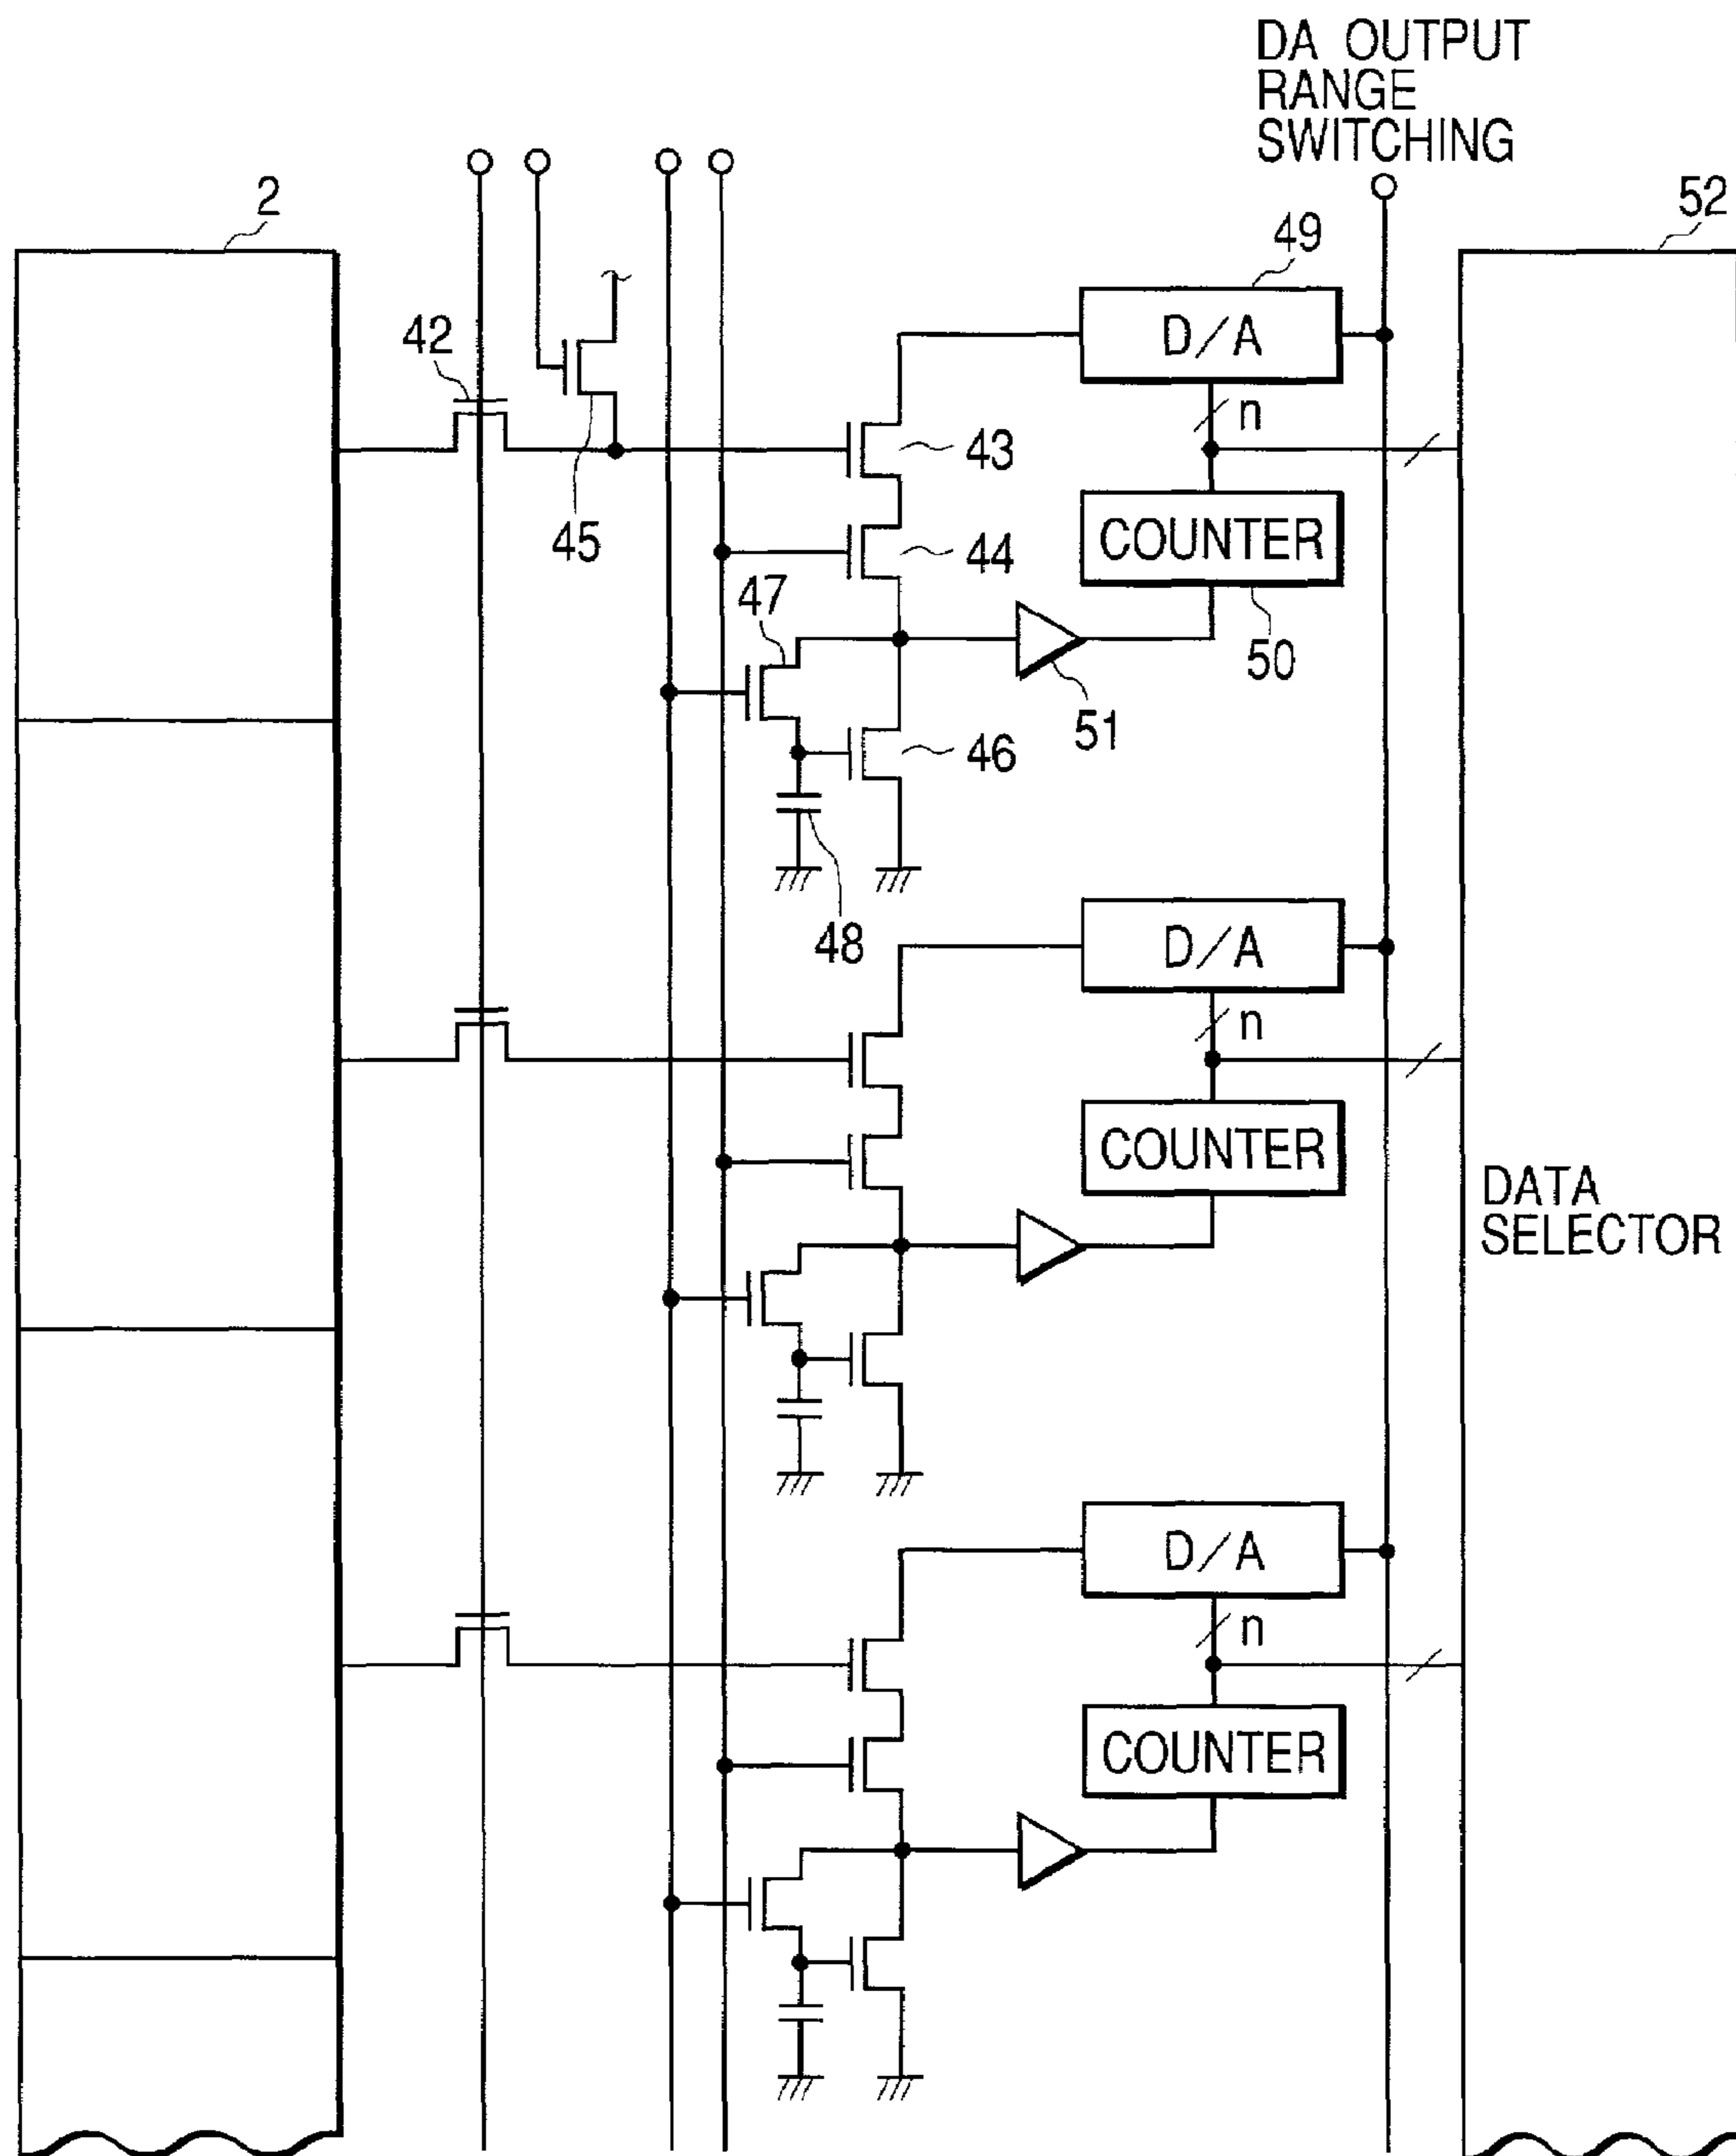 DA OUTPUT
RANGE
SWITCHING
2
52
49
42
D/A
n
43
45
COUNTER
44
47
50
51
46
48
D/A
n
COUNTER
DATA
SELECTOR
D/A
n
COUNTER